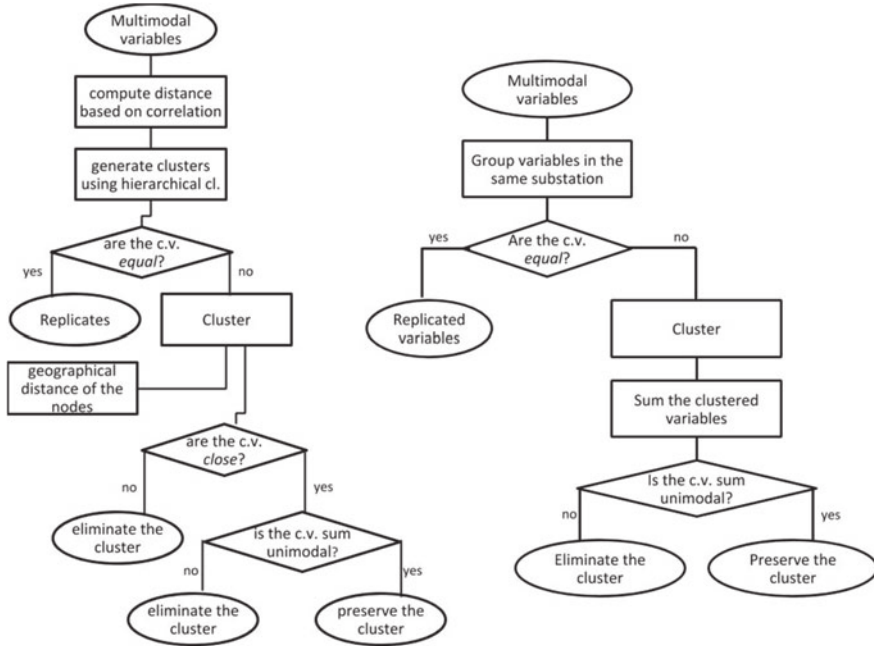 Multimodal
variables
compute distance
based on correlation
generate clusters
using hierarchical cl.
are the c.v.
equal?
yes
no
Replicates
Cluster
geographical
distance of the
nodes
are the c.v.
close?
no
yes
eliminate the
cluster
is the c.v. sum
unimodal?
no
yes
eliminate the
cluster
preserve the
cluster
Multimodal
variables
Group variables in the
same substation
yes
no
Are the c.v.
equal?
Replicated
variables
Cluster
Sum the clustered
variables
Is the c.v. sum
unimodal?
no
yes
Eliminate the
cluster
Preserve the
cluster